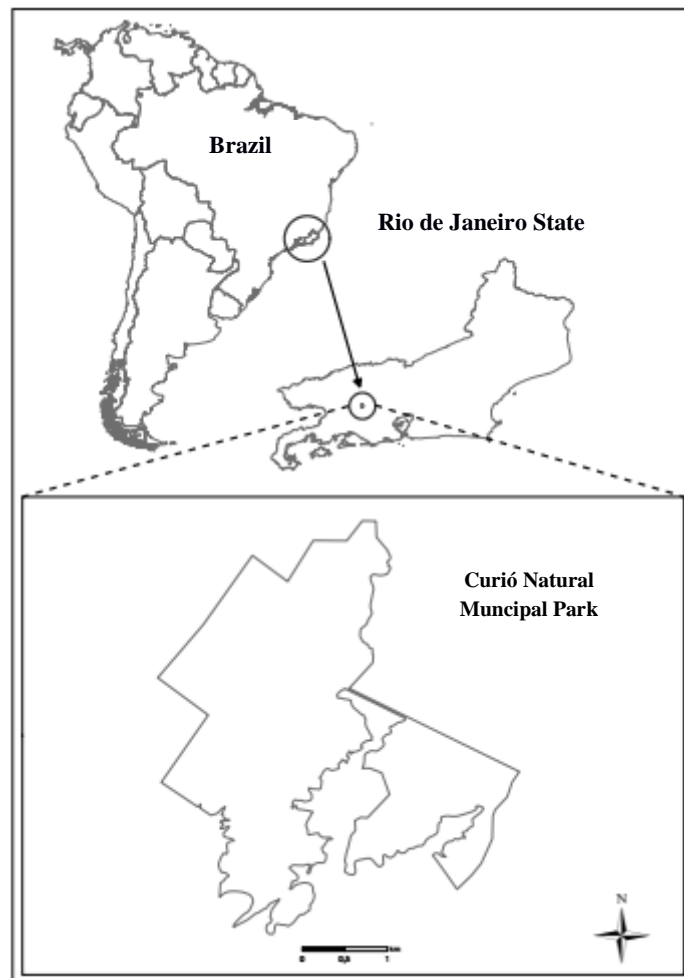 Brazil
Rio de Janeiro State
Curió Natural
Muncipal Park
N
km
0 0,5 1